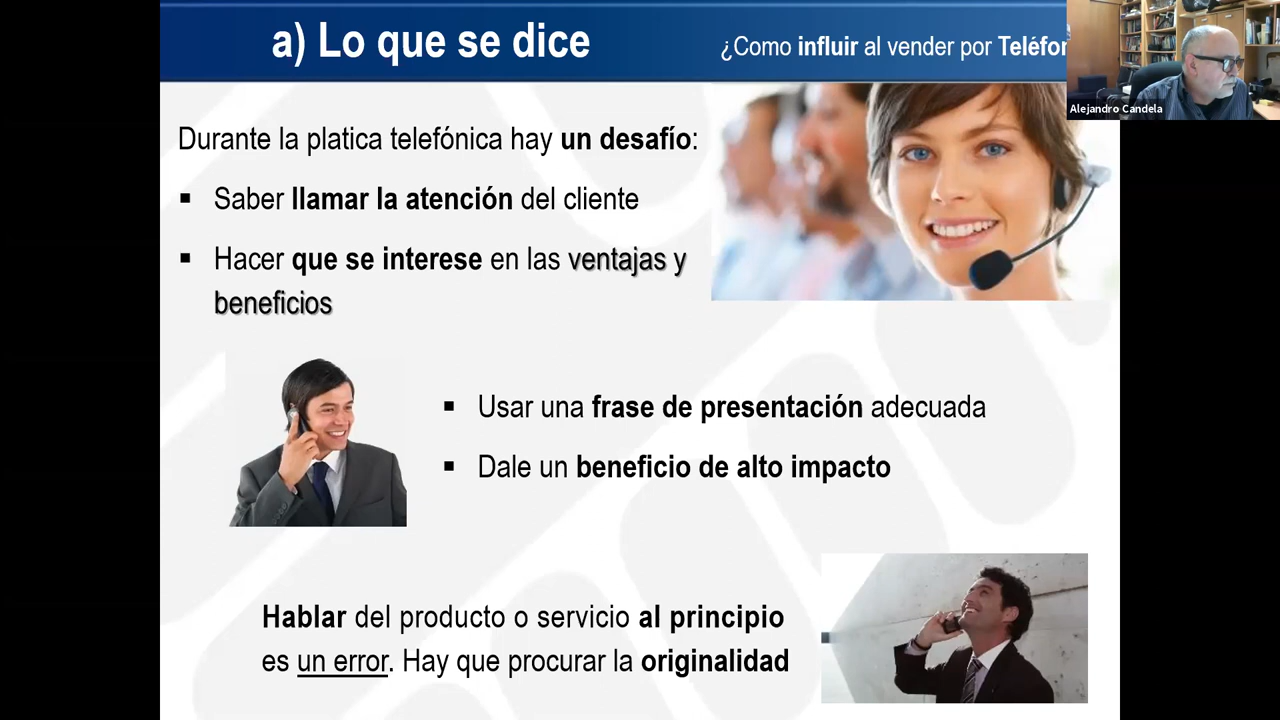 a) Lo que se dice
¿Como influir al vender por Teléfon
Alejandro Candela
Durante la platica telefónica hay un desafío:
▪ Saber llamar la atención del cliente
▪ Hacer que se interese en las ventajas y
beneficios
▪ Usar una frase de presentación adecuada
▪ Dale un beneficio de alto impacto
Hablar del producto o servicio al principio
es un error. Hay que procurar la originalidad